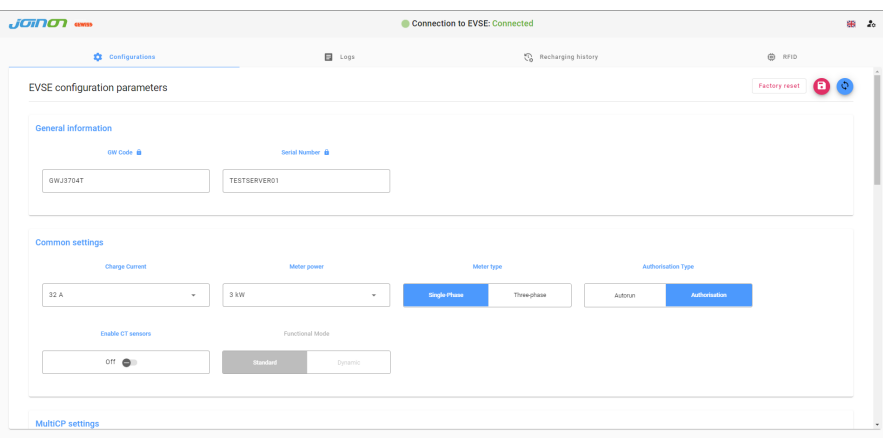 JOINON GEWISS
Connection to EVSE: Connected
Configurations
Logs
Recharging history
RFID
EVSE configuration parameters
Factory reset
General information
GW Code
Serial Number
GWJ3704T
TESTSERVER01
Common settings
Charge Current
Meter power
Meter type
Authorisation Type
32 A
3 kW
Single-Phase
Three-phase
Autorun
Authorisation
Enable CT sensors
Functional Mode
Off
Standard
Dynamic
MultiCP settings